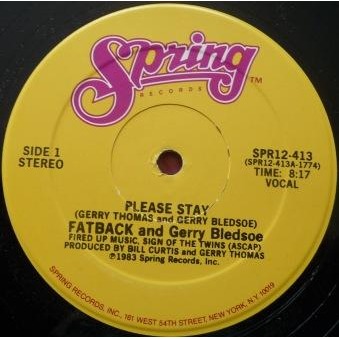 Spring
RECORDS
TM
SIDE 1
STEREO
SPR12-413
(SPR12-413A-1774)
TIME: 8:17
VOCAL
PLEASE STAY
(GERRY THOMAS and GERRY BLEDSOE)
FATBACK and Gerry Bledsoe
FIRED UP MUSIC, SIGN OF THE TWINS (ASCAP)
PRODUCED BY BILL CURTIS and GERRY THOMAS
℗1983 Spring Records, Inc.
SPRING RECORDS, INC., 181 WEST 54TH STREET, NEW YORK, N.Y. 10019